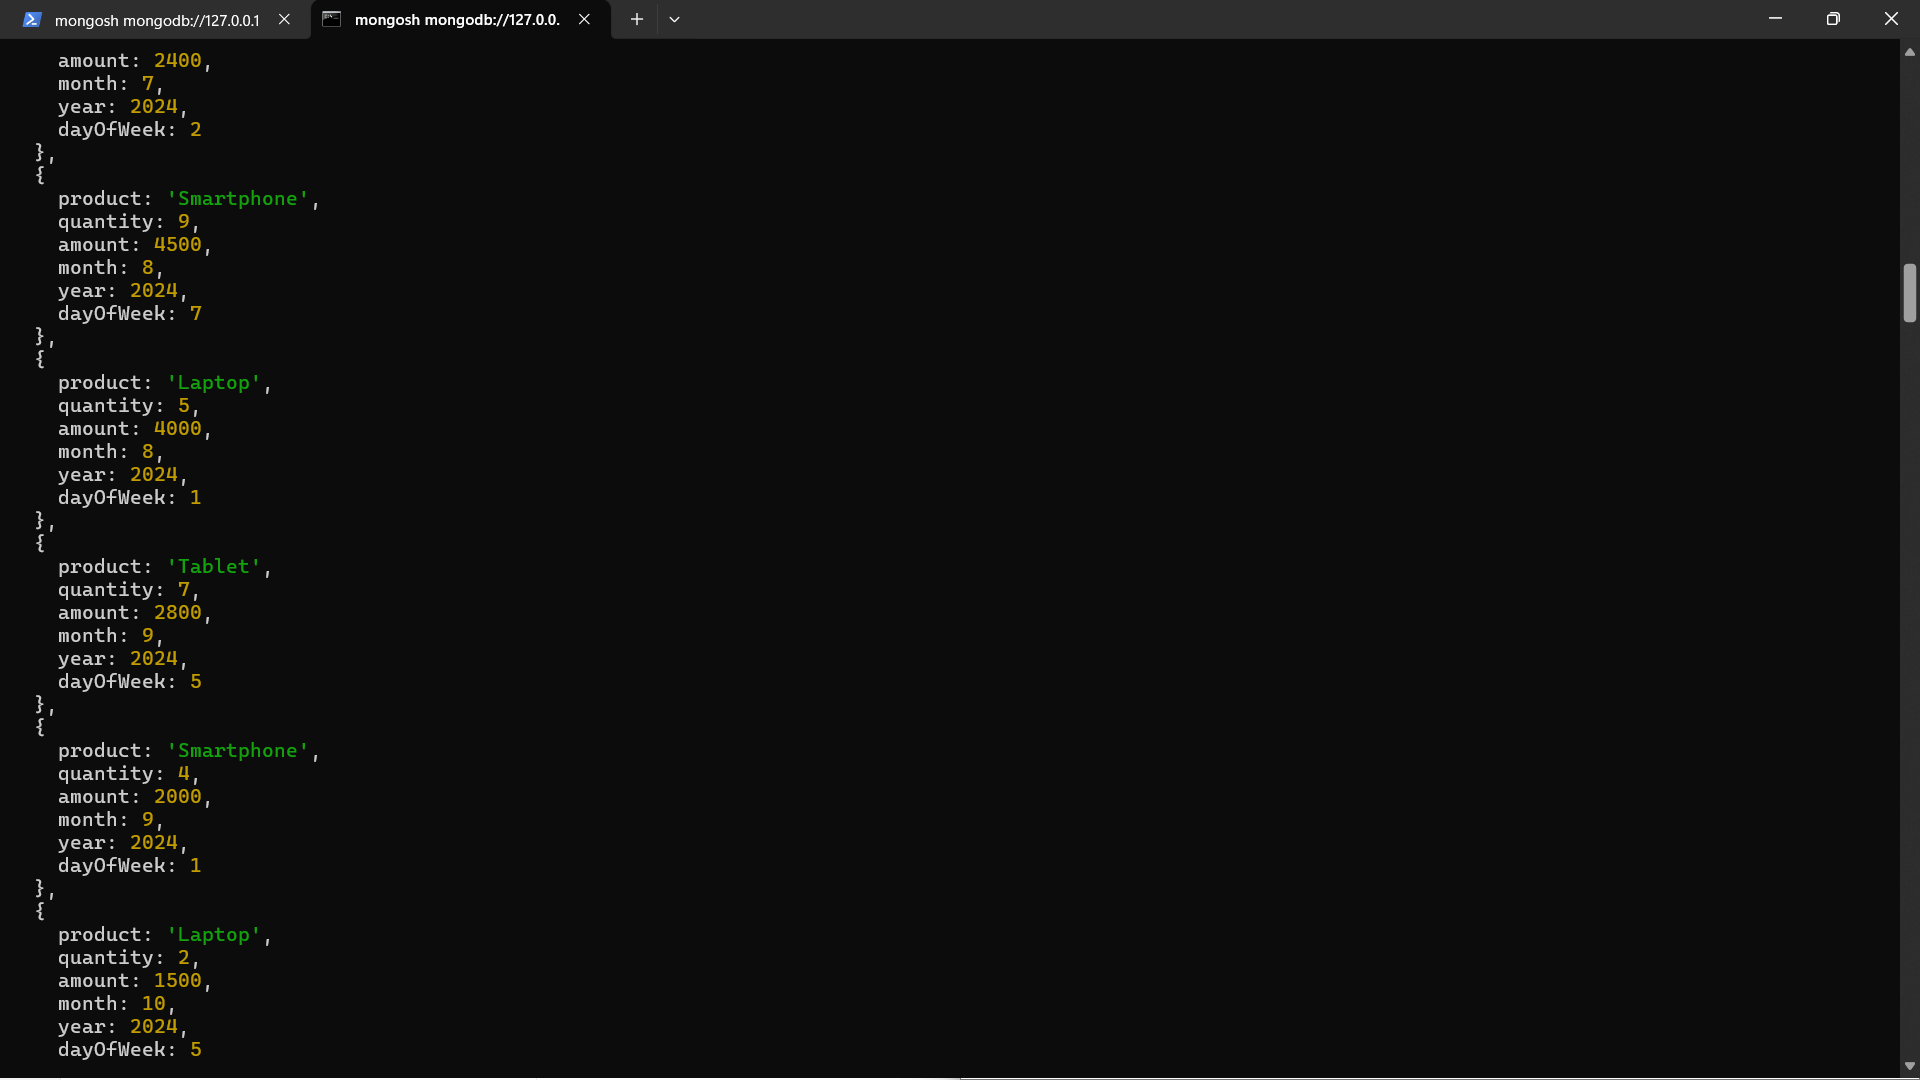 mongosh mongodb://127.0.0.1
mongosh mongodb://127.0.0.
amount: 2400,
month: 7,
year: 2024,
dayOfWeek: 2
},
{
product: 'Smartphone',
quantity: 9,
amount: 4500,
month: 8,
year: 2024,
dayOfWeek: 7
},
{
product: 'Laptop',
quantity: 5,
amount: 4000,
month: 8,
year: 2024,
dayOfWeek: 1
},
{
product: 'Tablet',
quantity: 7,
amount: 2800,
month: 9,
year: 2024,
dayOfWeek: 5
},
{
product: 'Smartphone',
quantity: 4,
amount: 2000,
month: 9,
year: 2024,
dayOfWeek: 1
},
{
product: 'Laptop',
quantity: 2,
amount: 1500,
month: 10,
year: 2024,
dayOfWeek: 5